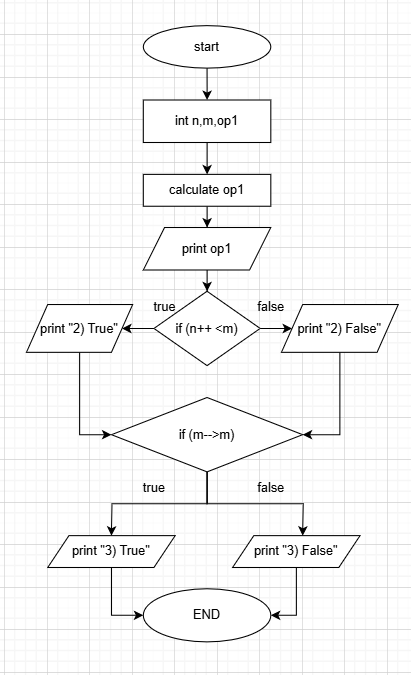 start
int n,m,op1
calculate op1
print op1
true
false
print "2) True"
if (n++ <m)
print "2) False"
if (m-->m)
true
false
print "3) True"
print "3) False"
END